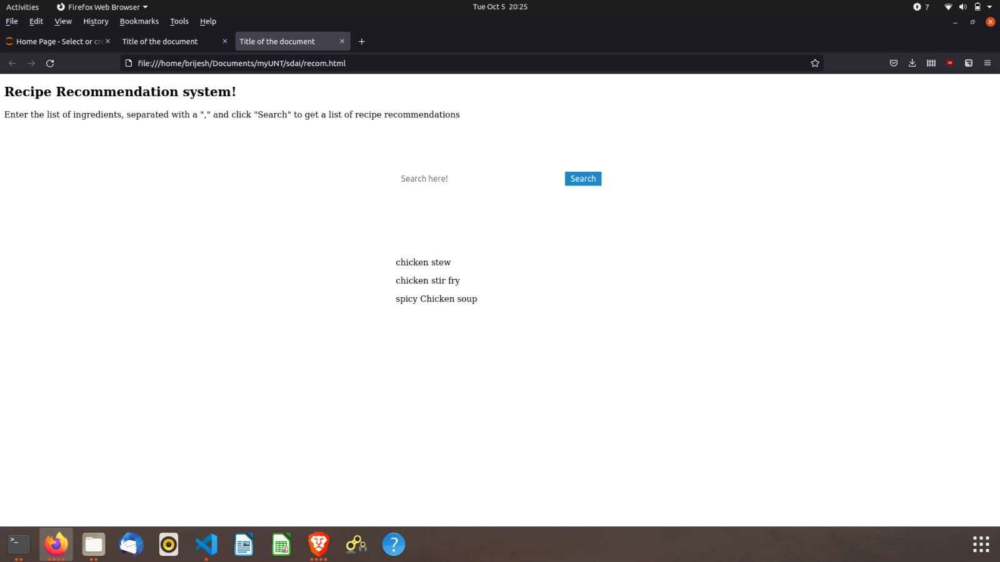 Activities Firefox Web Browser Tue Oct 5 20:25 7
File Edit View History Bookmarks Tools Help
Home Page - Select or cre Title of the document Title of the document
file:///home/brijesh/Documents/myUNT/sdai/recom.html
Recipe Recommendation system!
Enter the list of ingredients, separated with a "," and click "Search" to get a list of recipe recommendations
Search here! Search
chicken stew
chicken stir fry
spicy Chicken soup